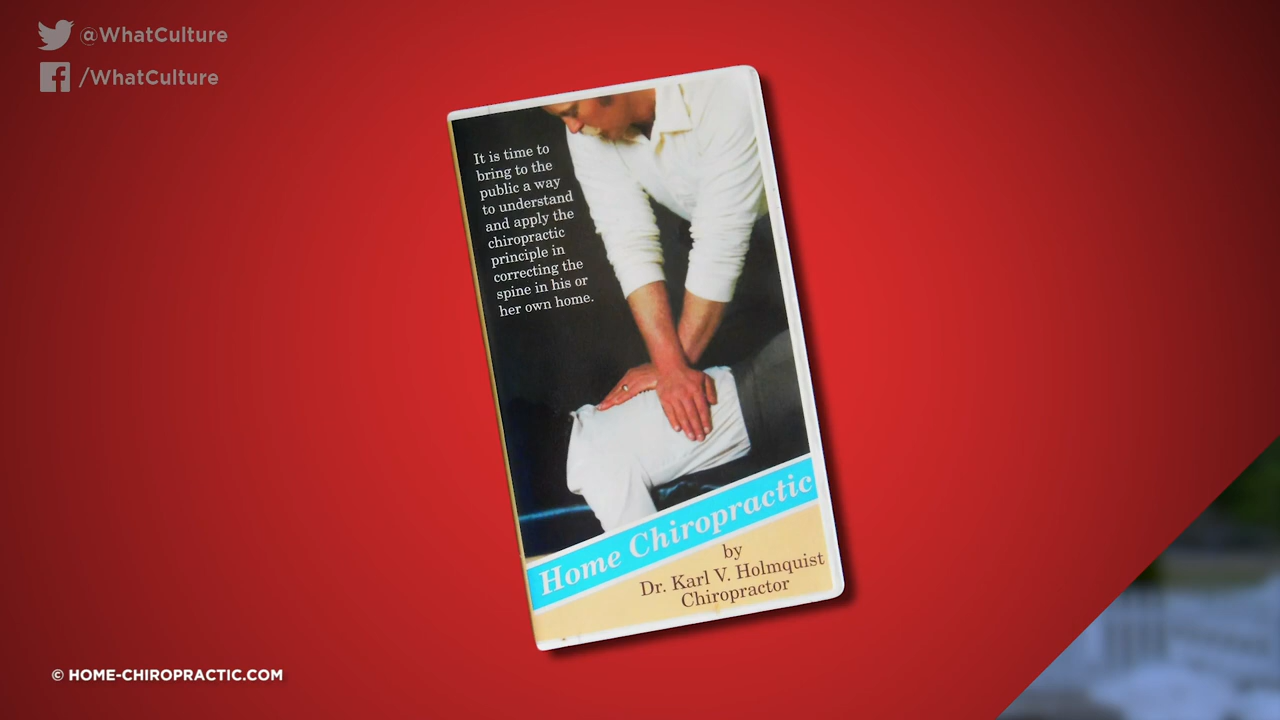 @WhatCulture
/WhatCulture
It is time to
bring to the
public a way
to understand
and apply the
chiropractic
principle in
correcting the
spine in his or
her own home.
Home Chiropractic
by
Dr. Karl V. Holmquist
Chiropractor
© HOME-CHIROPRACTIC.COM